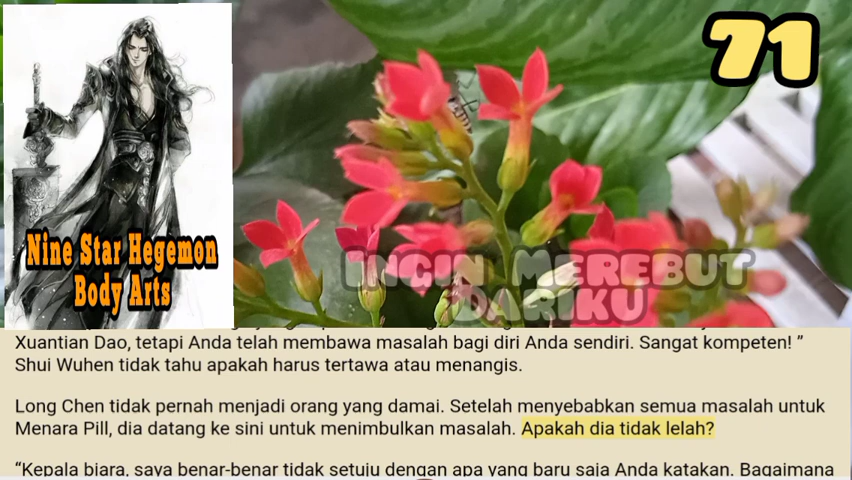 71
Nine Star Hegemon
Body Arts
INGIN MEREBUT
DARIKU
Xuantian Dao, tetapi Anda telah membawa masalah bagi diri Anda sendiri. Sangat kompeten! ”
Shui Wuhen tidak tahu apakah harus tertawa atau menangis.
Long Chen tidak pernah menjadi orang yang damai. Setelah menyebabkan semua masalah untuk
Menara Pill, dia datang ke sini untuk menimbulkan masalah. Apakah dia tidak lelah?
“Kepala biara, saya benar-benar tidak setuju dengan apa yang baru saja Anda katakan. Bagaimana